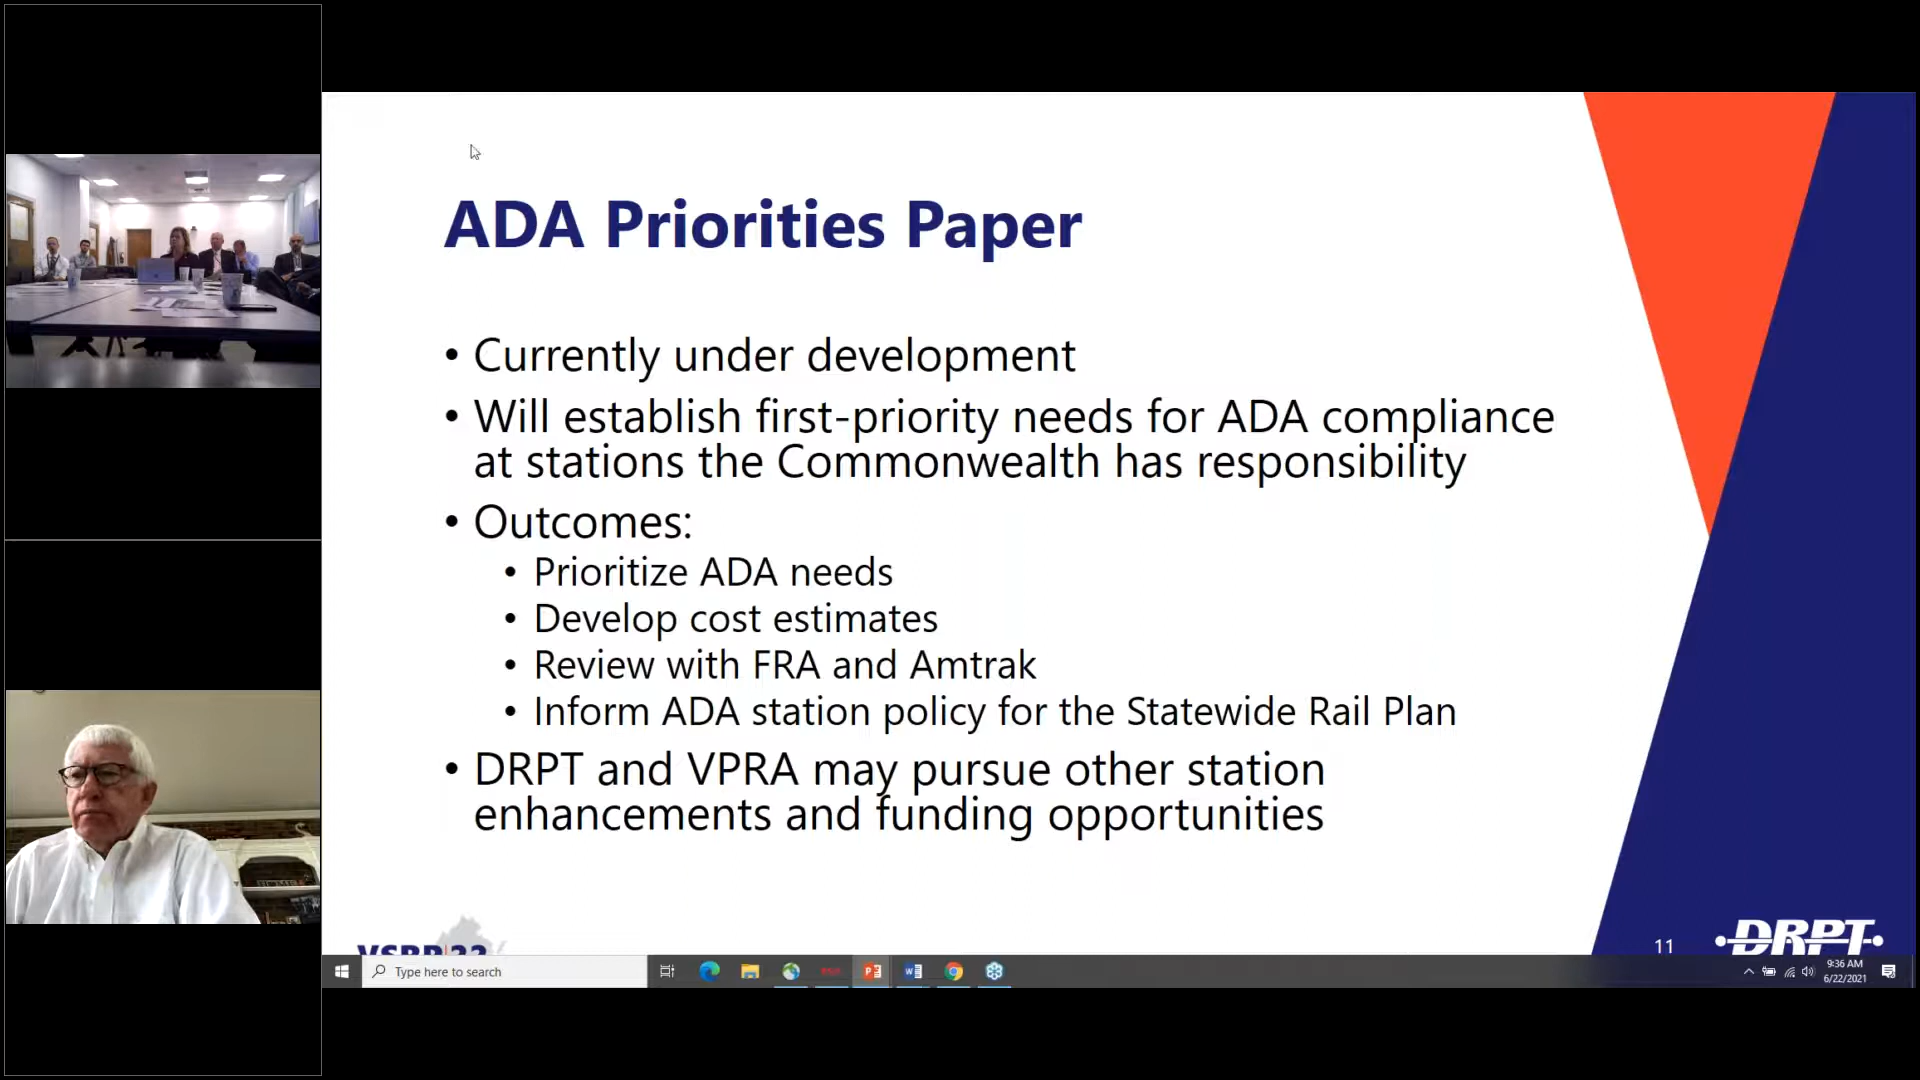 ADA Priorities Paper
• Currently under development
• Will establish first-priority needs for ADA compliance
at stations the Commonwealth has responsibility
• Outcomes:
• Prioritize ADA needs
• Develop cost estimates
• Review with FRA and Amtrak
• Inform ADA station policy for the Statewide Rail Plan
• DRPT and VPRA may pursue other station
enhancements and funding opportunities
VSRP|22
11
DRPT
Type here to search
9:36 AM
6/22/2021